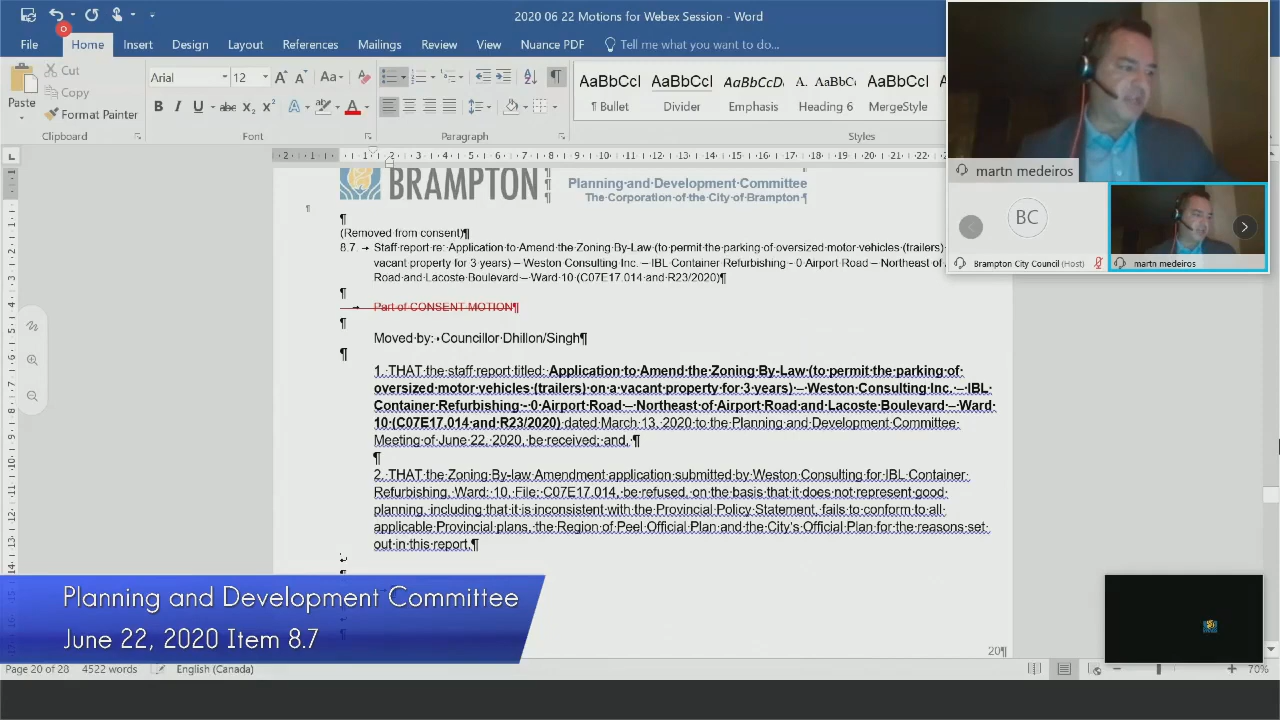 2020 06 22 Motions for Webex Session - Word
File Home Insert Design Layout References Mailings Review View Nuance PDF Tell me what you want to do...
Paste
Cut
Copy
Format Painter
Arial 12
Clipboard Font Paragraph Styles
AaBbCcl AaBbCcl AaBbCcDc A. AaBbC AaBbCcl
¶ Bullet Divider Emphasis Heading 6 MergeStyle
martn medeiros
BC
Brampton City Council (Host) martn medeiros
BRAMPTON
Planning and Development Committee
The Corporation of the City of Brampton¶
¶
(Removed from consent)¶
8.7 → Staff report re: Application to Amend the Zoning By-Law (to permit the parking of oversized motor vehicles (trailers)
vacant property for 3 years) – Weston Consulting Inc. – IBL Container Refurbishing - 0 Airport Road – Northeast of
Road and Lacoste Boulevard – Ward 10 (C07E17.014 and R23/2020)¶
¶
Part of CONSENT MOTION¶
¶
Moved by: Councillor Dhillon/Singh¶
¶
1. THAT the staff report titled: Application to Amend the Zoning By-Law (to permit the parking of
oversized motor vehicles (trailers) on a vacant property for 3 years) – Weston Consulting Inc. – IBL
Container Refurbishing - 0 Airport Road – Northeast of Airport Road and Lacoste Boulevard – Ward
10 (C07E17.014 and R23/2020) dated March 13, 2020 to the Planning and Development Committee
Meeting of June 22, 2020, be received; and, ¶
¶
2. THAT the Zoning By-law Amendment application submitted by Weston Consulting for IBL Container
Refurbishing, Ward: 10, File: C07E17.014, be refused, on the basis that it does not represent good
planning, including that it is inconsistent with the Provincial Policy Statement, fails to conform to all
applicable Provincial plans, the Region of Peel Official Plan and the City's Official Plan for the reasons set
out in this report.¶
Planning and Development Committee
June 22, 2020 Item 8.7
20¶
Page 20 of 28 4522 words English (Canada) 70%